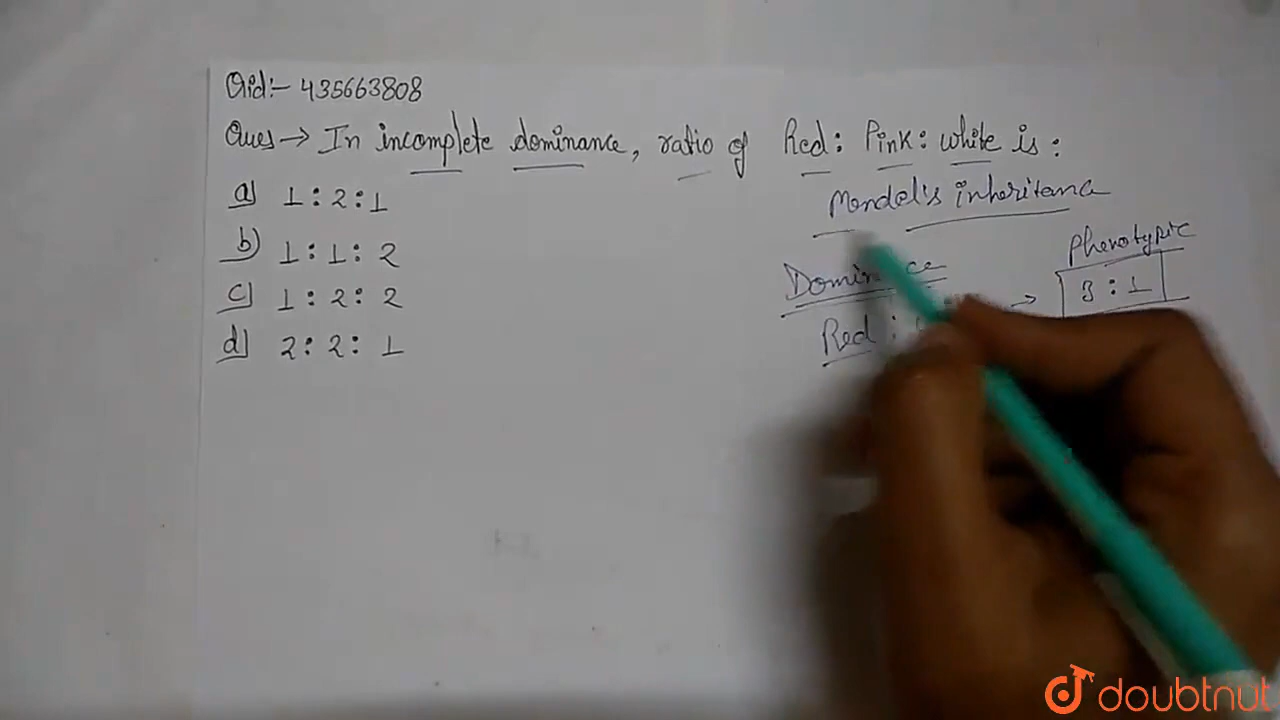 Qid:- 435663808
Ques → In incomplete dominance, ratio of Red : Pink : white is :
a) 1 : 2 : 1
b) 1 : 1 : 2
c) 1 : 2 : 2
d) 2 : 2 : 1
Mendel's inheritance
Phenotypic
→ 3 : 1
Red :
doubtnut